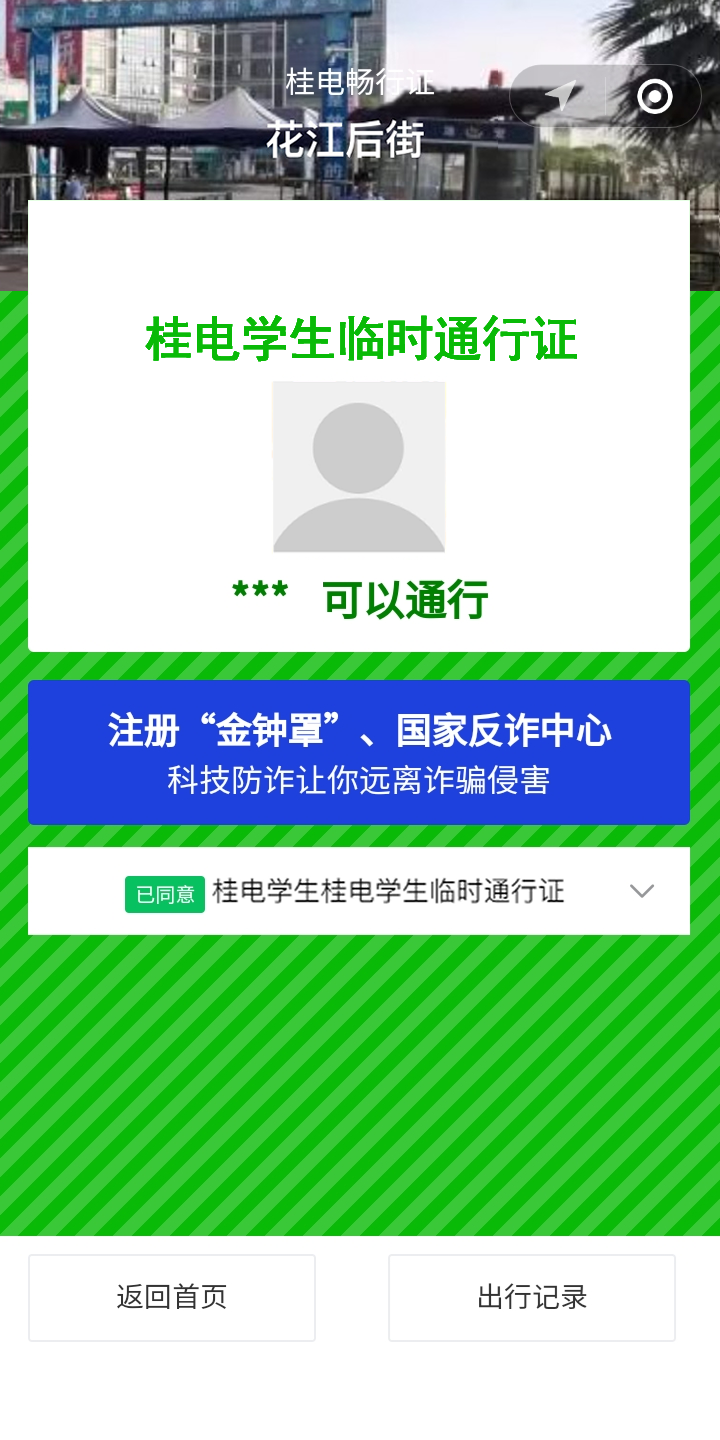 桂电畅行证
花江后街
桂电学生临时通行证
*** 可以通行
注册“金钟罩”、国家反诈中心
科技防诈让你远离诈骗侵害
已同意 桂电学生桂电学生临时通行证
返回首页
出行记录